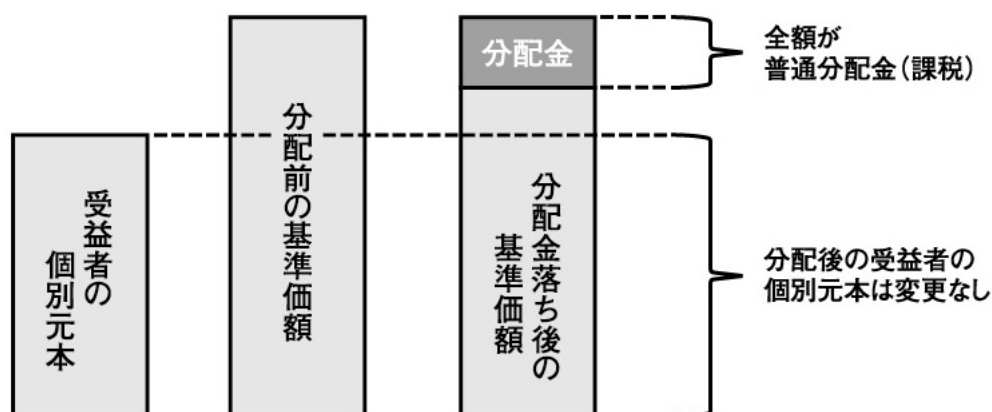 受益者の
個別元本
分配前の基準価額
分配金
分配金落ち後の
基準価額
全額が
普通分配金（課税）
分配後の受益者の
個別元本は変更なし